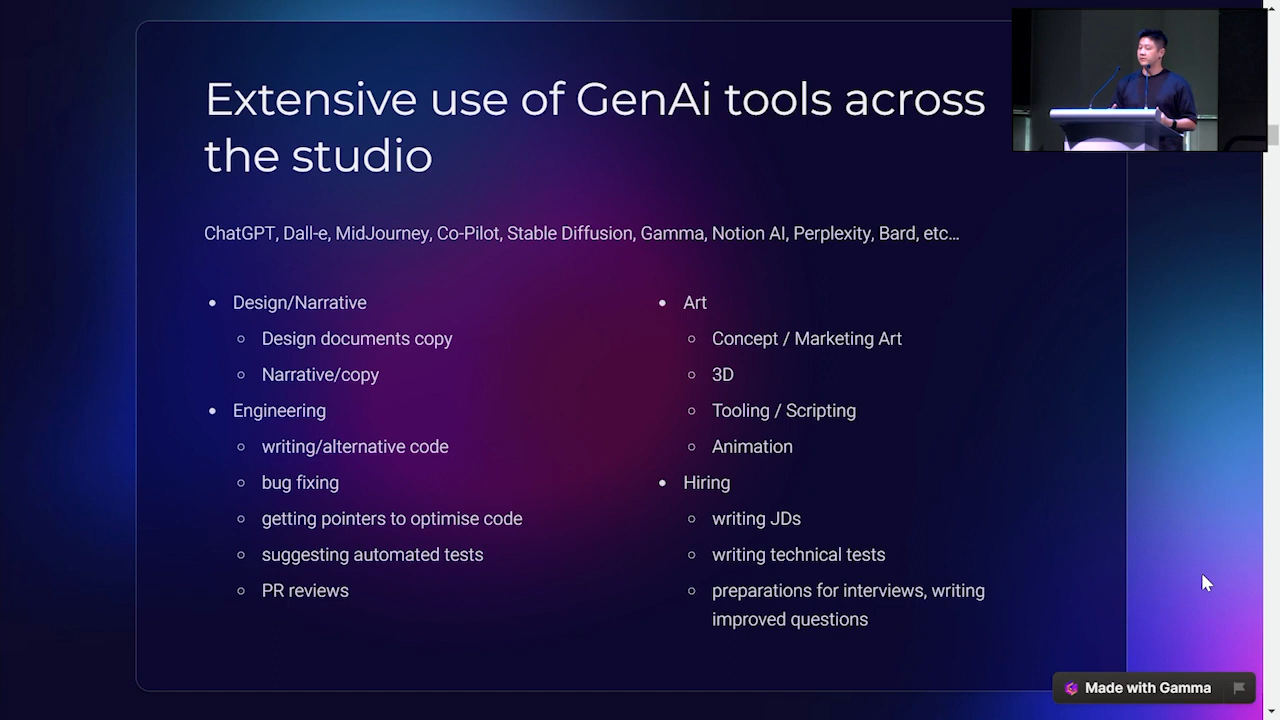 Extensive use of GenAi tools across
the studio
ChatGPT, Dall-e, MidJourney, Co-Pilot, Stable Diffusion, Gamma, Notion AI, Perplexity, Bard, etc...
Design/Narrative
Design documents copy
Narrative/copy
Engineering
writing/alternative code
bug fixing
getting pointers to optimise code
suggesting automated tests
PR reviews
Art
Concept / Marketing Art
3D
Tooling / Scripting
Animation
Hiring
writing JDs
writing technical tests
preparations for interviews, writing
improved questions
Made with Gamma